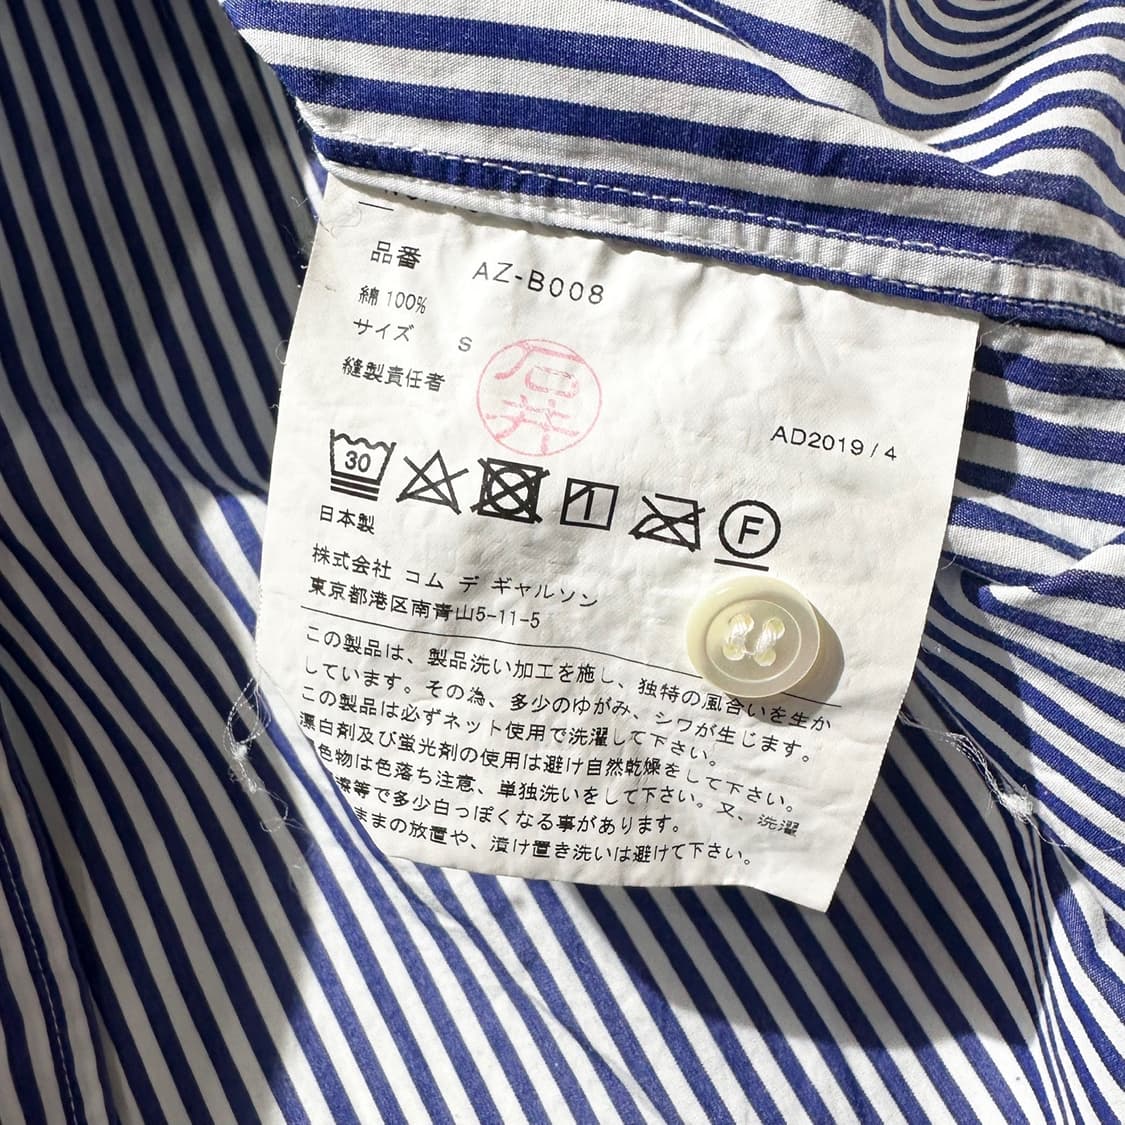 品番 AZ-B008
綿 100%
サイズ S
縫製責任者 石井
AD2019/4
30
F
日本製
株式会社 コム デ ギャルソン
東京都港区南青山5-11-5
この製品は、製品洗い加工を施し、独特の風合いを生か
しています。その為、多少のゆがみ、シワが生じます。
この製品は必ずネット使用で洗濯して下さい。
漂白剤及び蛍光剤の使用は避け自然乾燥をして下さい。
色物は色落ち注意、単独洗いをして下さい。又、洗濯
等で多少白っぽくなる事があります。
ままの放置や、漬け置き洗いは避けて下さい。